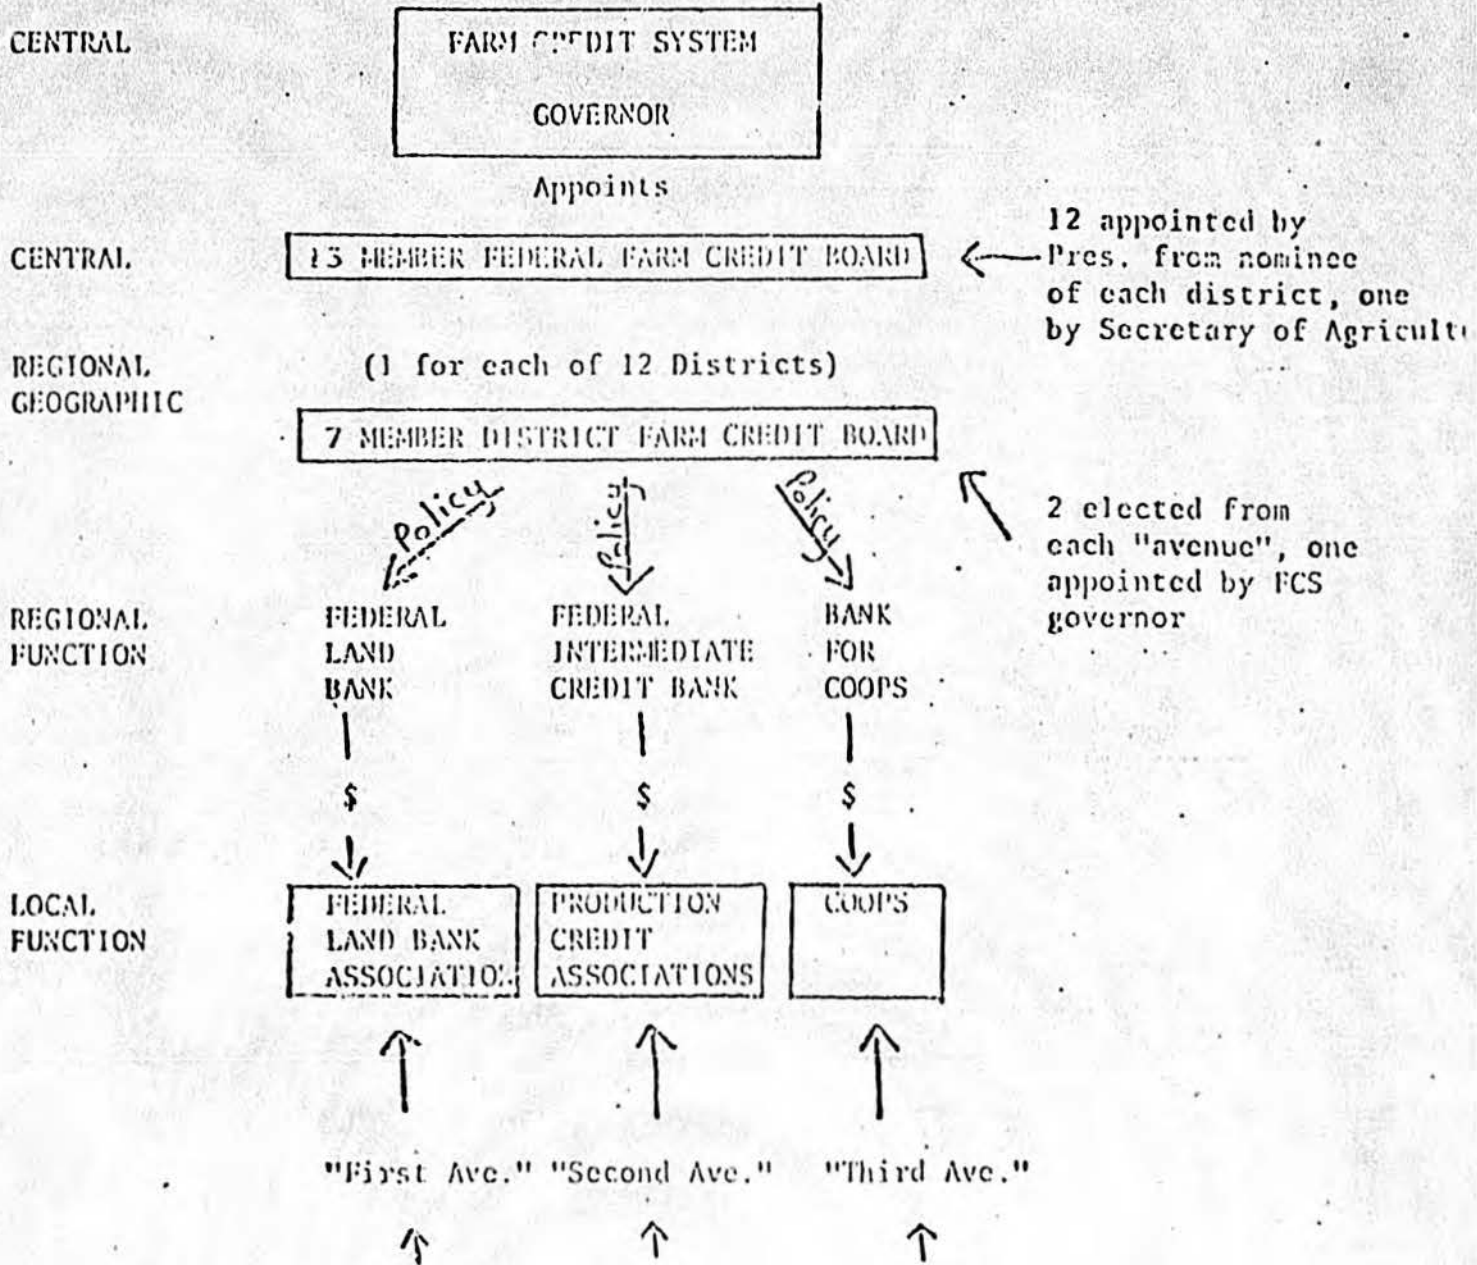 CENTRAL
FARM CREDIT SYSTEM
GOVERNOR
Appoints
CENTRAL
13 MEMBER FEDERAL FARM CREDIT BOARD
12 appointed by
Pres. from nominee
of each district, one
by Secretary of Agricultu
REGIONAL
GEOGRAPHIC
(1 for each of 12 Districts)
7 MEMBER DISTRICT FARM CREDIT BOARD
2 elected from
each "avenue", one
appointed by FCS
governor
Policy
Policy
Policy
REGIONAL
FUNCTION
FEDERAL
LAND
BANK
FEDERAL
INTERMEDIATE
CREDIT BANK
BANK
FOR
COOPS
$
$
$
LOCAL
FUNCTION
FEDERAL
LAND BANK
ASSOCIATION
PRODUCTION
CREDIT
ASSOCIATIONS
COOPS
"First Ave." "Second Ave." "Third Ave."